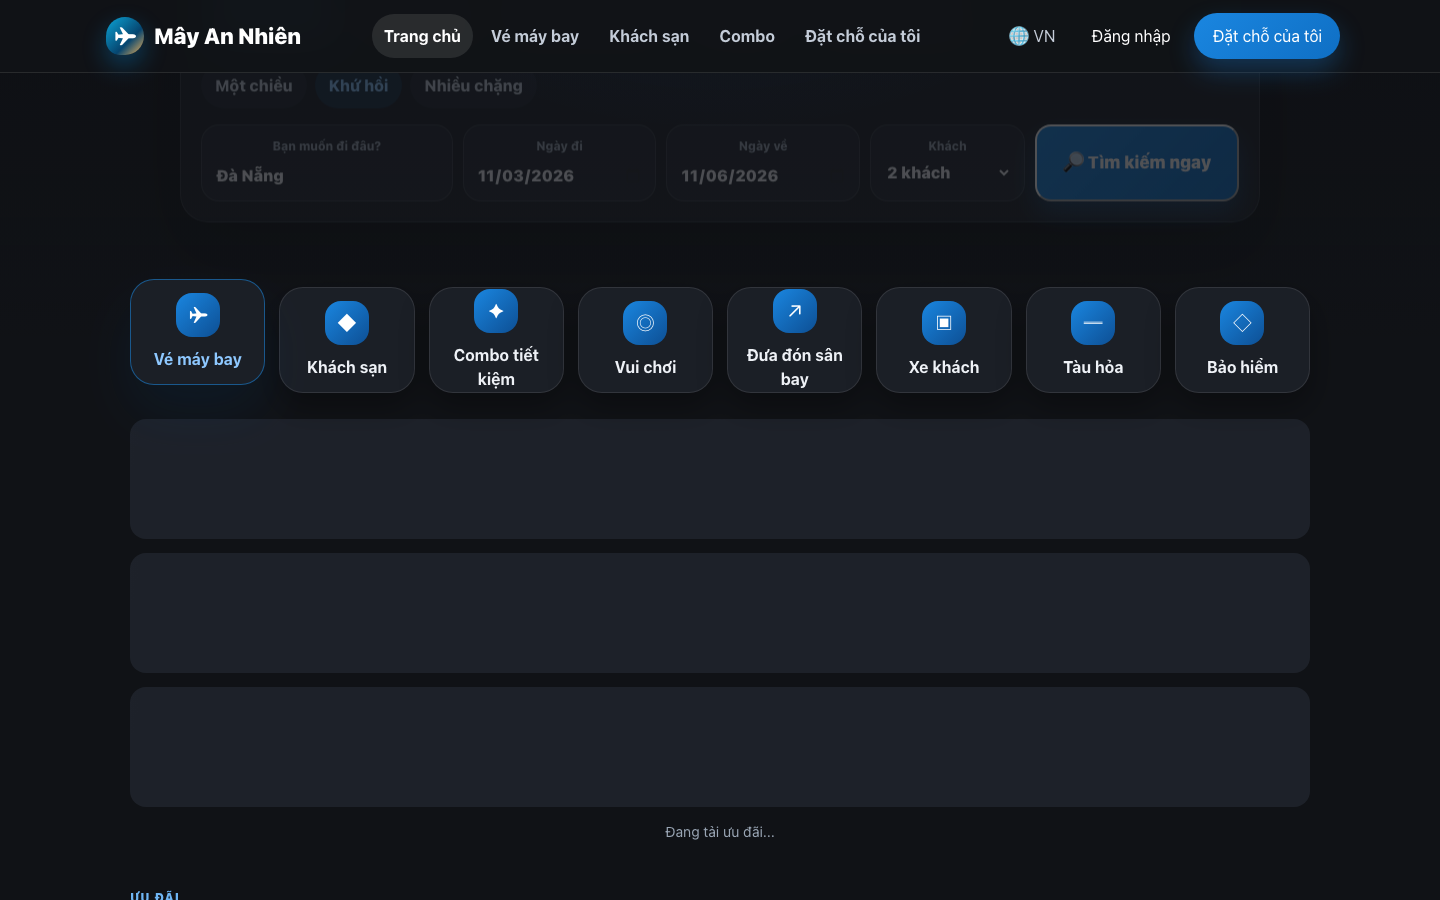 Mây An Nhiên
Trang chủ
Vé máy bay
Khách sạn
Combo
Đặt chỗ của tôi
VN
Đăng nhập
Đặt chỗ của tôi
Một chiều
Khứ hồi
Nhiều chặng
Bạn muốn đi đâu?
Đà Nẵng
Ngày đi
11/03/2026
Ngày về
11/06/2026
Khách
2 khách
Tìm kiếm ngay
Vé máy bay
Khách sạn
Combo tiết
kiệm
Vui chơi
Đưa đón sân
bay
Xe khách
Tàu hỏa
Bảo hiểm
Đang tải ưu đãi...
ƯU ĐÃI